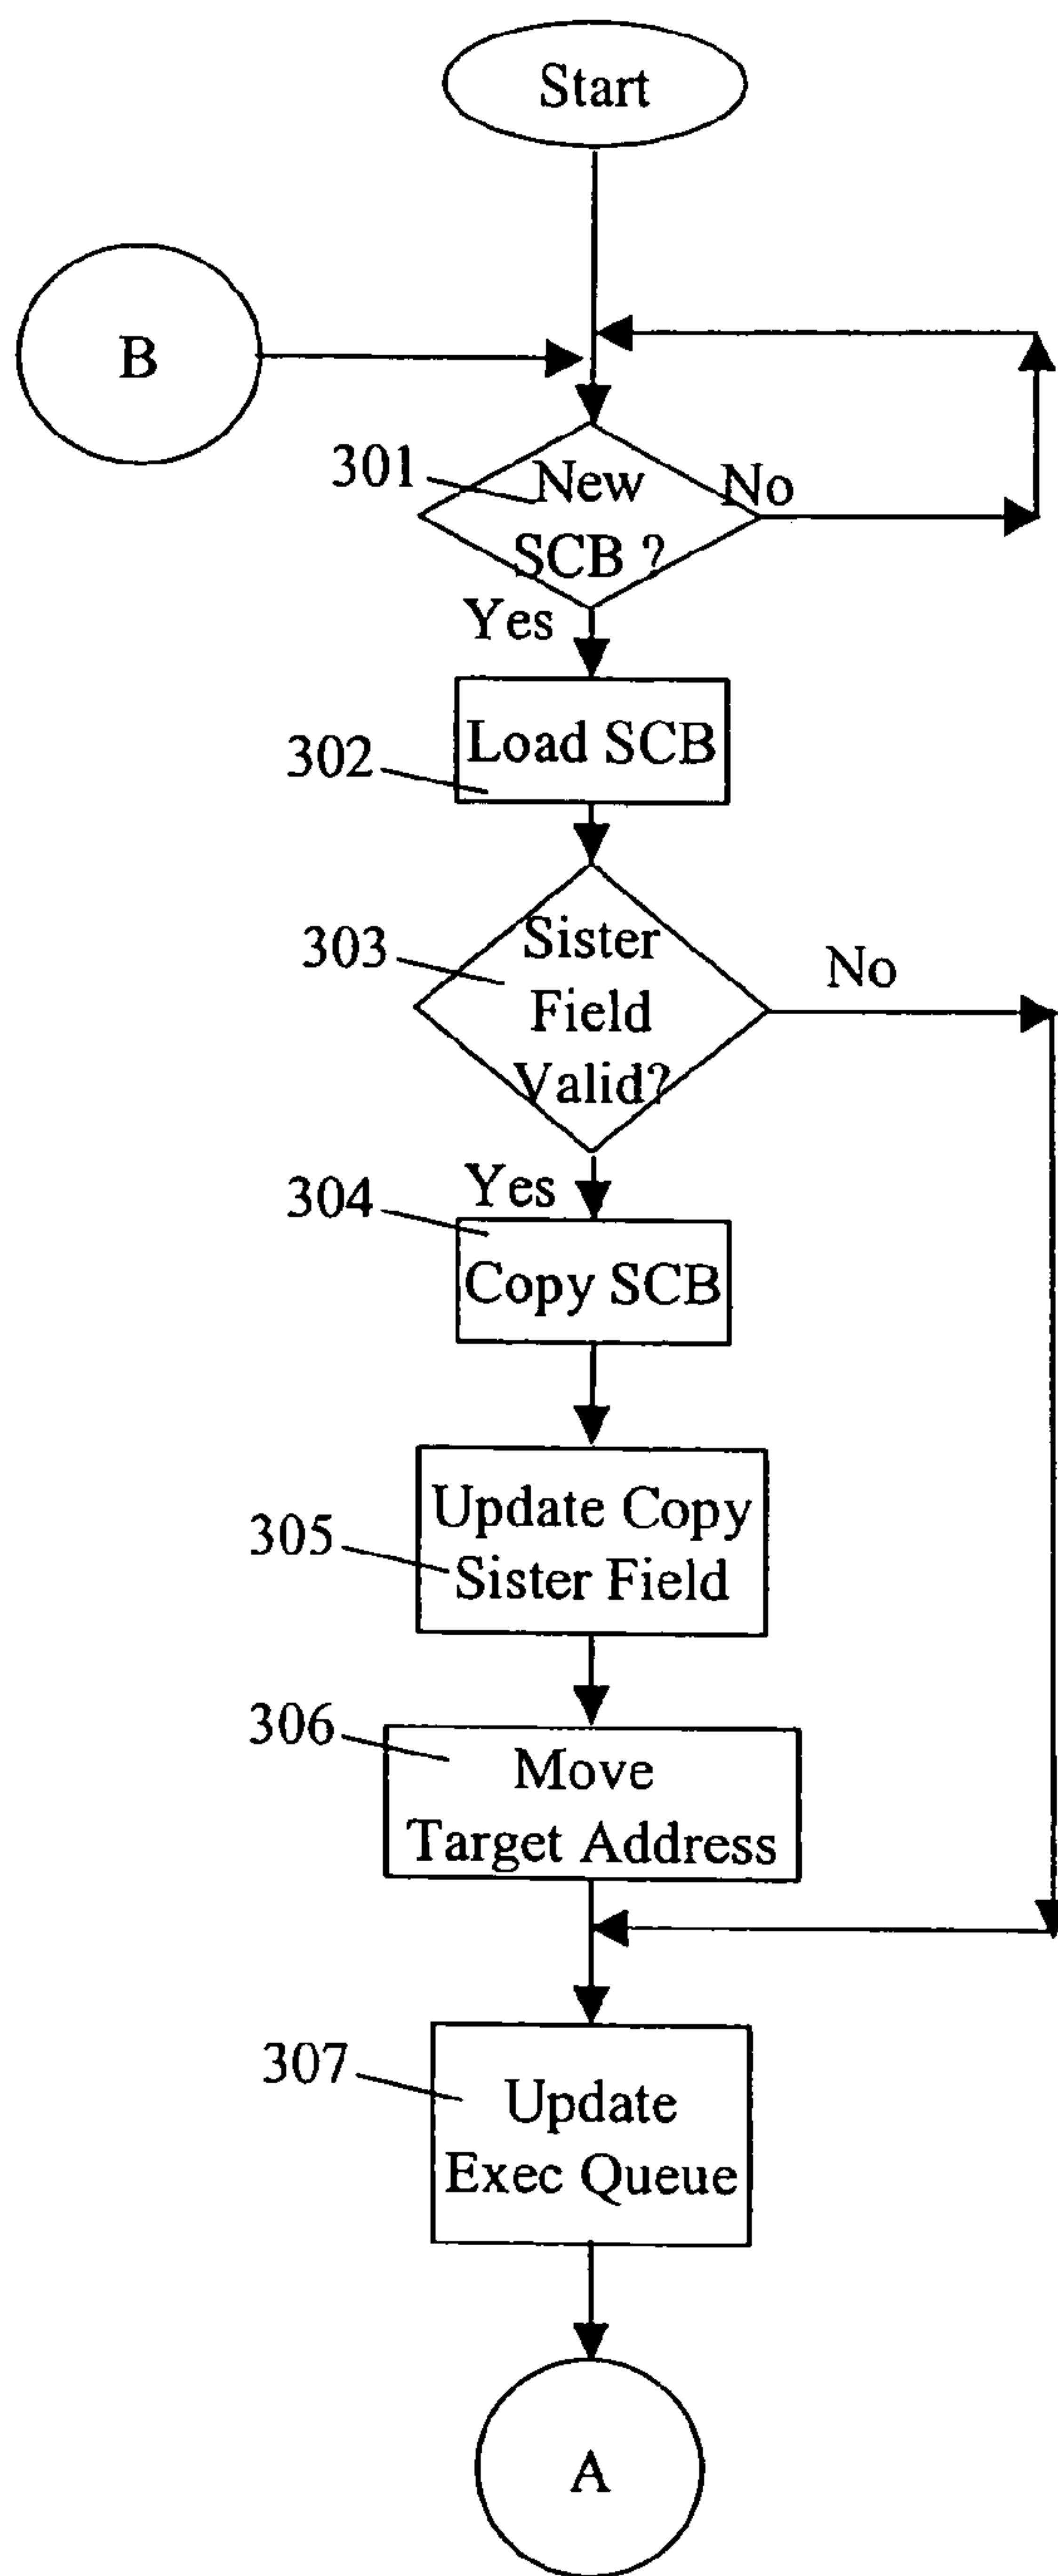 Start
B
301
New
No
SCB ?
Yes
Load SCB
302
Sister
303
No
Field
Valid?
Yes
304
Copy SCB
Update Copy
305
Sister Field
306
Move
Target Address
307
Update
Exec Queue
A